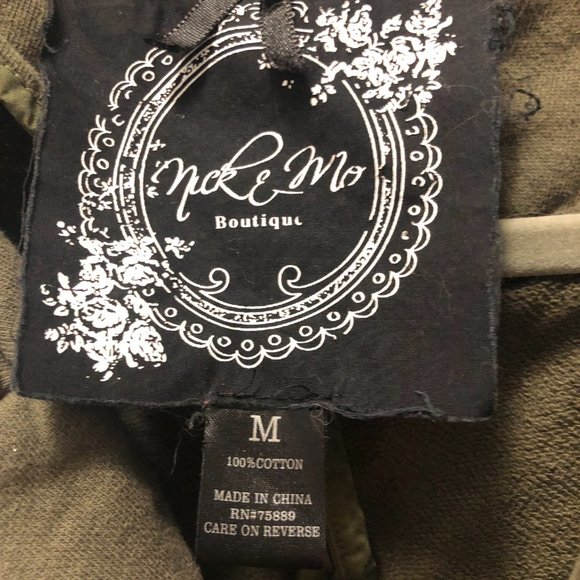 Nick & Mo
Boutique
M
100%COTTON
MADE IN CHINA
RN#75889
CARE ON REVERSE